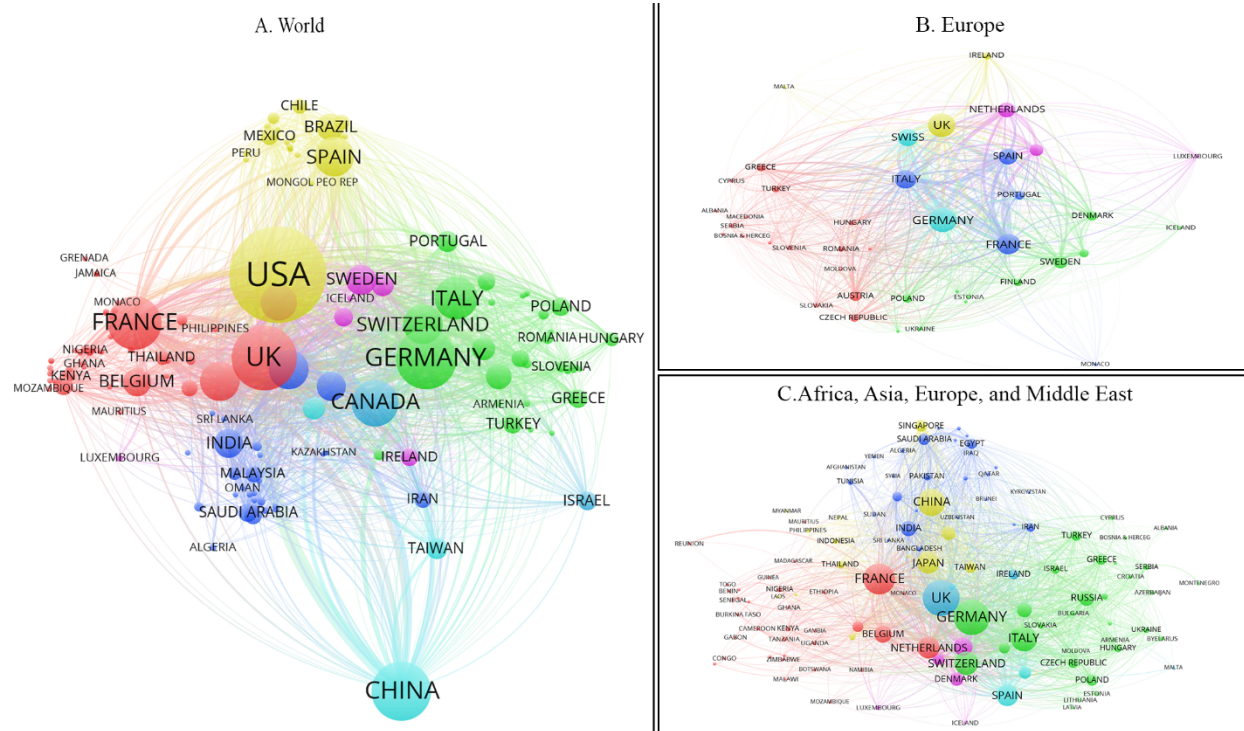 A. World
CHILE
BRAZIL
MEXICO
PERU
SPAIN
MONGOL PEO REP
PORTUGAL
GRENADA
JAMAICA
USA
SWEDEN
ICELAND
ITALY
POLAND
MONACO
FRANCE
PHILIPPINES
SWITZERLAND
ROMANIA
HUNGARY
NIGERIA
THAILAND
GHANA
UK
GERMANY
SLOVENIA
KENYA
BELGIUM
MOZAMBIQUE
CANADA
ARMENIA
GREECE
MAURITIUS
SRI LANKA
TURKEY
INDIA
LUXEMBOURG
KAZAKHSTAN
IRELAND
MALAYSIA
OMAN
IRAN
ISRAEL
SAUDI ARABIA
ALGERIA
TAIWAN
CHINA
B. Europe
IRELAND
MALTA
NETHERLANDS
UK
SWISS
SPAIN
LUXEMBOURG
GREECE
CYPRUS
ITALY
TURKEY
PORTUGAL
ALBANIA
MACEDONIA
SERBIA
HUNGARY
GERMANY
DENMARK
BOSNIA & HERCEG
ICELAND
SLOVENIA
ROMANIA
FRANCE
MOLDOVA
SWEDEN
FINLAND
AUSTRIA
POLAND
ESTONIA
SLOVAKIA
CZECH REPUBLIC
UKRAINE
MONACO
C.Africa, Asia, Europe, and Middle East
SINGAPORE
SAUDI ARABIA
EGYPT
ALGERIA
IRAQ
YEMEN
AFGHANISTAN
SYRIA
PAKISTAN
QATAR
TUNISIA
KYRGYZSTAN
CHINA
BRUNEI
MYANMAR
SUDAN
UZBEKISTAN
MAURITIUS
NEPAL
PHILIPPINES
INDIA
IRAN
CYPRUS
ALBANIA
REUNION
INDONESIA
SRI LANKA
TURKEY
BOSNIA & HERCEG
BANGLADESH
MADAGASCAR
THAILAND
JAPAN
TAIWAN
ISRAEL
GREECE
SERBIA
GUINEA
FRANCE
IRELAND
CROATIA
MONTENEGRO
TOGO
BENIN
NIGERIA
ETHIOPIA
MONACO
AZERBAIJAN
SENEGAL
LAOS
UK
RUSSIA
GHANA
BULGARIA
BURKINA FASO
GERMANY
CAMEROON
KENYA
GAMBIA
BELGIUM
SLOVAKIA
UKRAINE
GABON
TANZANIA
UGANDA
ITALY
ARMENIA
BYELARUS
NETHERLANDS
HUNGARY
MOLDOVA
CONGO
ZIMBABWE
SWITZERLAND
CZECH REPUBLIC
MALTA
BOTSWANA
NAMIBIA
MALAWI
DENMARK
POLAND
SPAIN
ESTONIA
MOZAMBIQUE
LITHUANIA
LUXEMBOURG
LATVIA
ICELAND